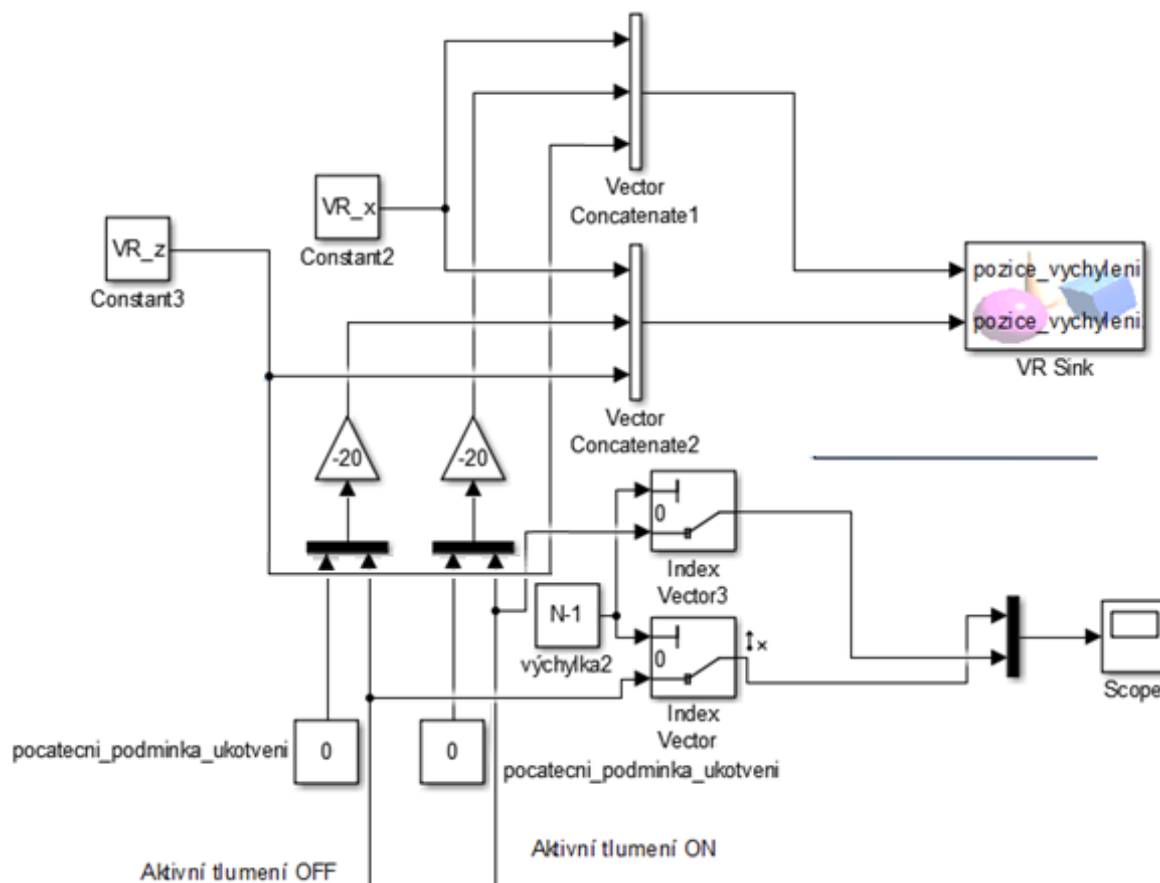 Vector
Concatenate1
VR_x
Constant2
VR_z
Constant3
pozice_vychyleni
pozice_vychyleni
VR Sink
Vector
Concatenate2
-20
-20
0
Index
Vector3
N-1
výchylka2
0
x
Index
Vector
Scope
pocatecni_podminka_ukotveni
0
0
pocatecni_podminka_ukotveni
Aktivní tlumení ON
Aktivní tlumení OFF